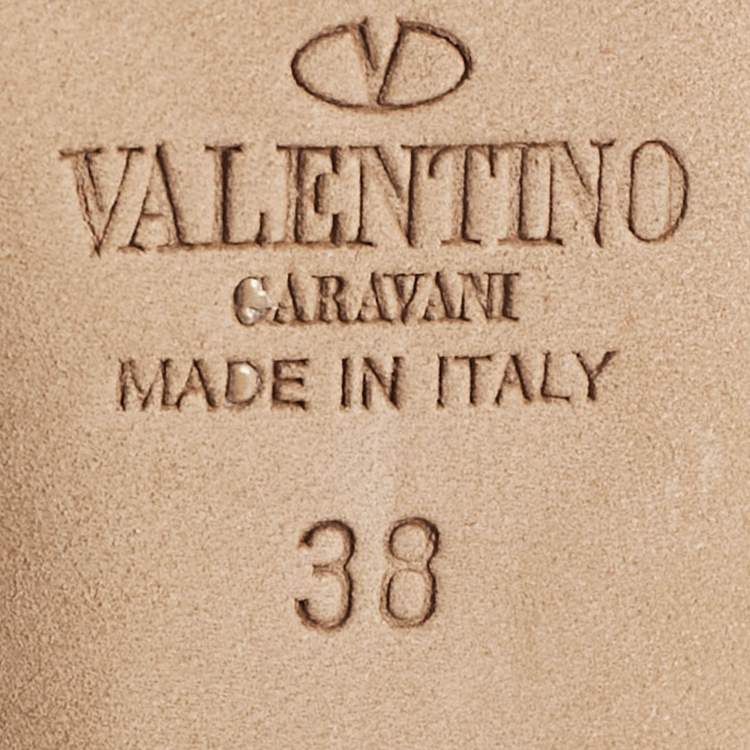 VALENTINO
GARAVANI
MADE IN ITALY
38